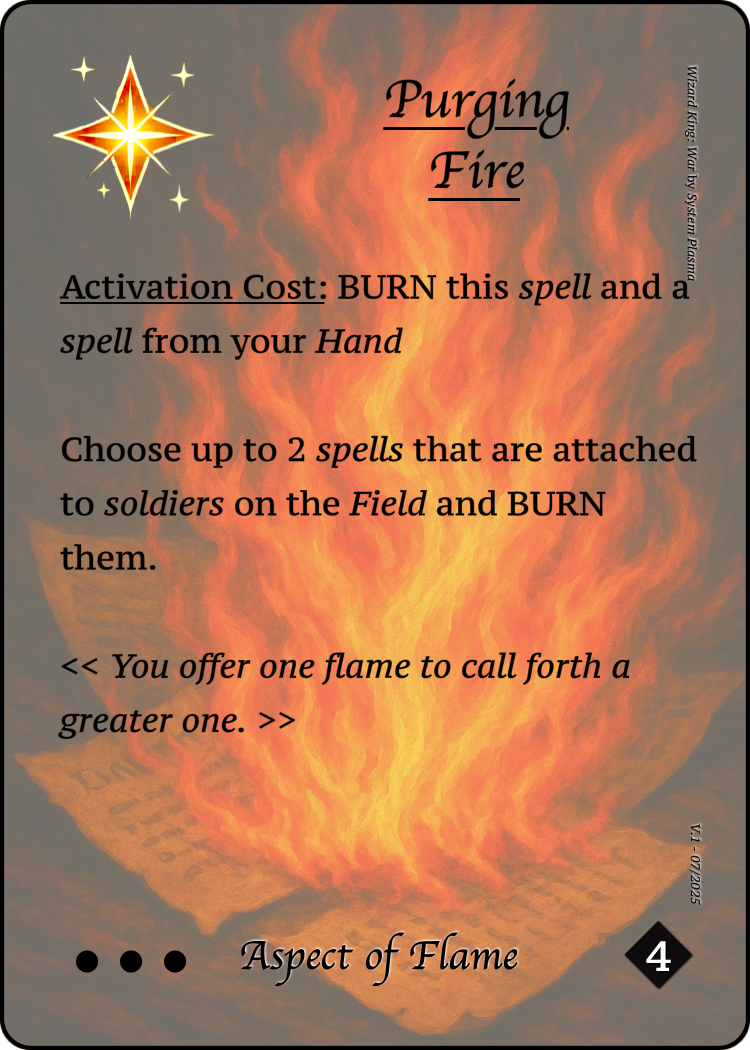 Purging
Fire
Wizard King: War by System Plasma
Activation Cost: BURN this spell and a
spell from your Hand
Choose up to 2 spells that are attached
to soldiers on the Field and BURN
them.
<< You offer one flame to call forth a
greater one. >>
V.1 - 07/2025
Aspect of Flame
4